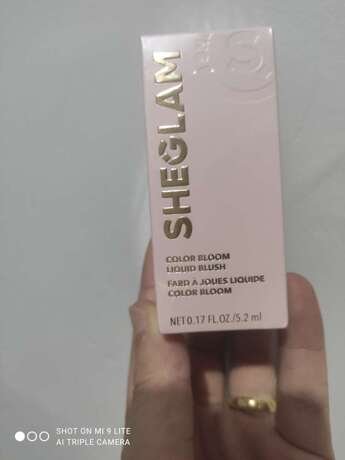 SHEGLAM
COLOR BLOOM
LIQUID BLUSH
FARD À JOUES LIQUIDE
COLOR BLOOM
NET 0.17 FL.OZ./5.2 ml
SHOT ON MI 9 LITE
AI TRIPLE CAMERA